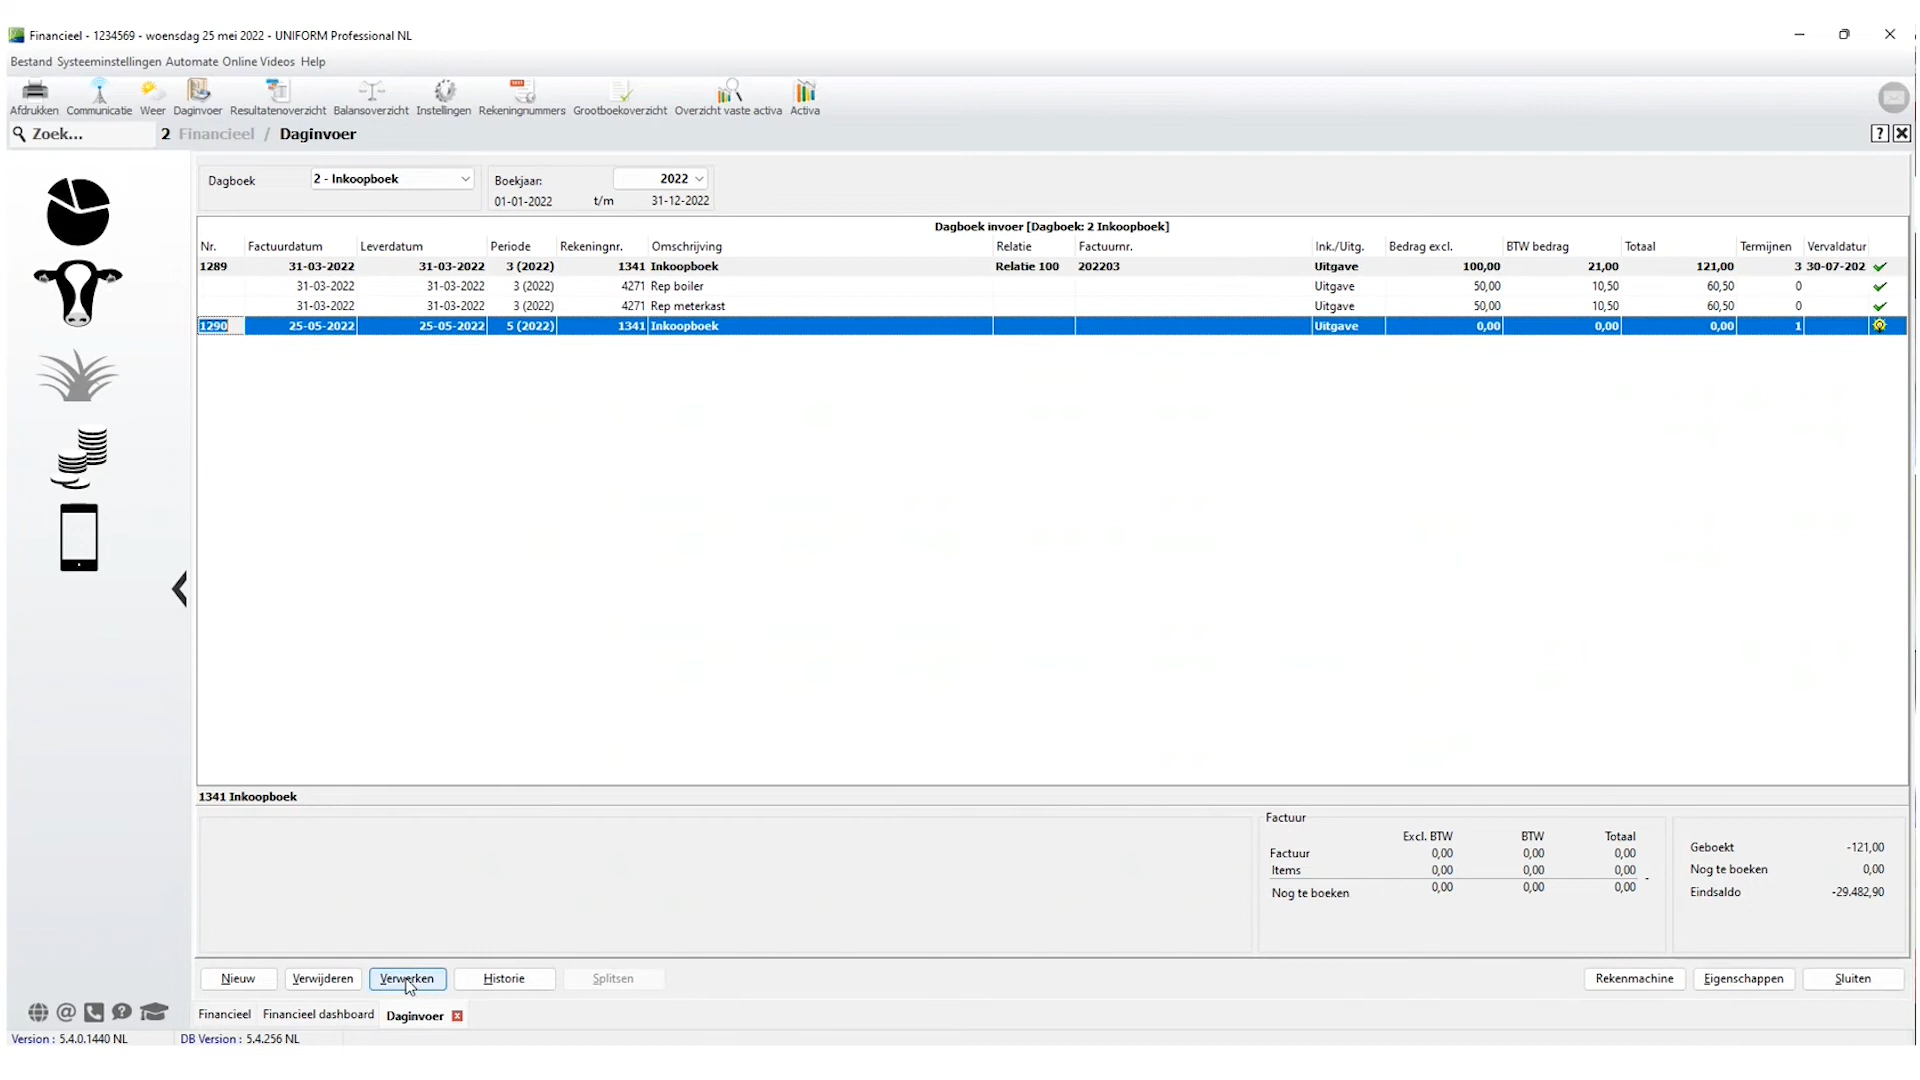 Financieel - 1234569 - woensdag 25 mei 2022 - UNIFORM Professional NL
Bestand Systeeminstellingen Automate Online Videos Help
Afdrukken Communicatie Weer Daginvoer Resultatenoverzicht Balansoverzicht Instellingen Rekeningnummers Grootboekoverzicht Overzicht vaste activa Activa
Zoek... 2 Financieel / Daginvoer ?
Dagboek 2 - Inkoopboek Boekjaar: 2022
01-01-2022 t/m 31-12-2022
Dagboek invoer [Dagboek: 2 Inkoopboek]
Nr. Factuurdatum Leverdatum Periode Rekeningnr. Omschrijving Relatie Factuurnr. Ink./Uitg. Bedrag excl. BTW bedrag Totaal Termijnen Vervaldatur
1289 31-03-2022 31-03-2022 3 (2022) 1341 Inkoopboek Relatie 100 202203 Uitgave 100,00 21,00 121,00 3 30-07-202
31-03-2022 31-03-2022 3 (2022) 4271 Rep boiler Uitgave 50,00 10,50 60,50 0
31-03-2022 31-03-2022 3 (2022) 4271 Rep meterkast Uitgave 50,00 10,50 60,50 0
1290 25-05-2022 25-05-2022 5 (2022) 1341 Inkoopboek Uitgave 0,00 0,00 0,00 1
1341 Inkoopboek
Factuur
Excl. BTW BTW Totaal
Factuur 0,00 0,00 0,00
Items 0,00 0,00 0,00 -
Nog te boeken 0,00 0,00 0,00
Geboekt -121,00
Nog te boeken 0,00
Eindsaldo -29.482,90
Nieuw Verwijderen Verwerken Historie Splitsen Rekenmachine Eigenschappen Sluiten
Financieel Financieel dashboard Daginvoer
Version : 5.4.0.1440 NL DB Version : 5.4.256 NL